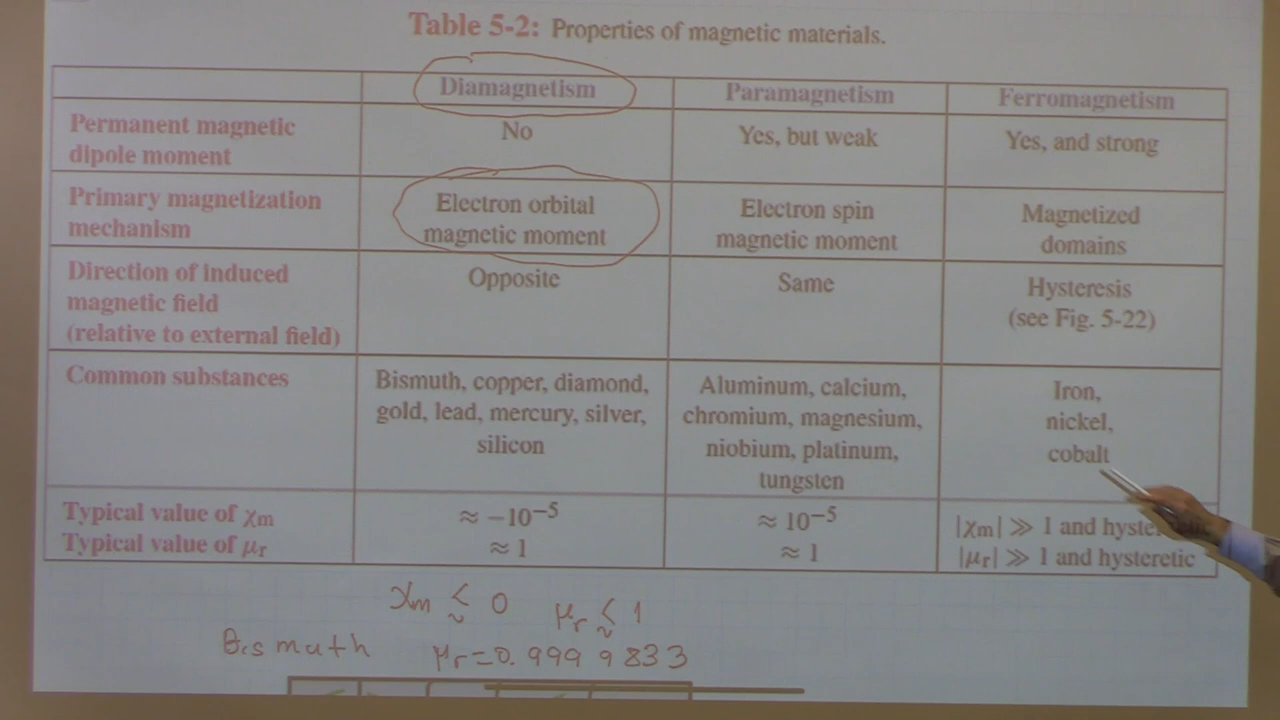 Table 5-2: Properties of magnetic materials.
Diamagnetism Paramagnetism Ferromagnetism
Permanent magnetic dipole moment No Yes, but weak Yes, and strong
Primary magnetization mechanism Electron orbital magnetic moment Electron spin magnetic moment Magnetized domains
Direction of induced magnetic field (relative to external field) Opposite Same Hysteresis (see Fig. 5-22)
Common substances Bismuth, copper, diamond, gold, lead, mercury, silver, silicon Aluminum, calcium, chromium, magnesium, niobium, platinum, tungsten Iron, nickel, cobalt
Typical value of χm ≈ −10⁻⁵ ≈ 10⁻⁵ |χm| ≫ 1 and
Typical value of μr ≈ 1 ≈ 1 |μr| ≫ 1 and hysteretic
χm ≲ 0 μr ≲ 1
Bismuth μr = 0.9999833